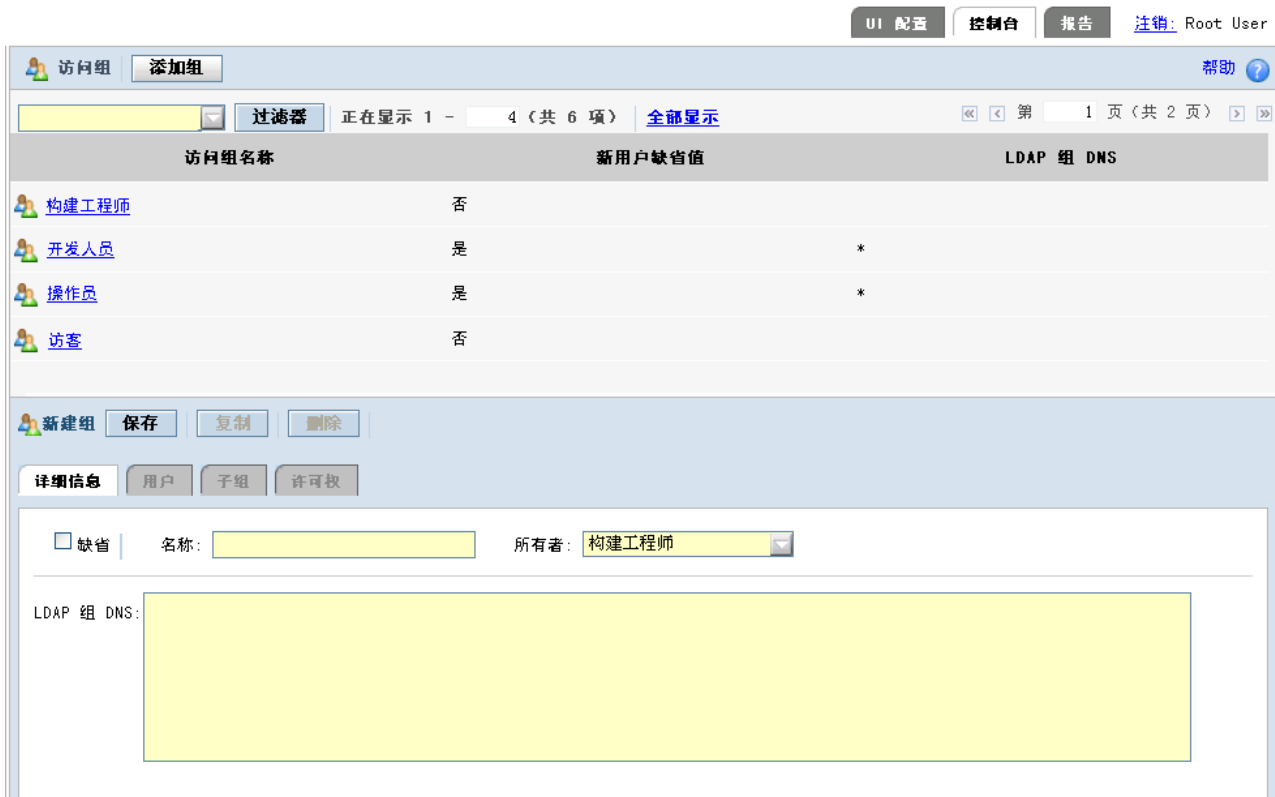 UI 配置 控制台 报告 注销: Root User
访问组 添加组 帮助 ?
过滤器 正在显示 1 - 4 (共 6 项) 全部显示 第 1 页 (共 2 页)
访问组名称 新用户缺省值 LDAP 组 DNS
构建工程师 否
开发人员 是 *
操作员 是 *
访客 否
新建组 保存 复制 删除
详细信息 用户 子组 许可权
缺省 名称: 所有者: 构建工程师
LDAP 组 DNS: